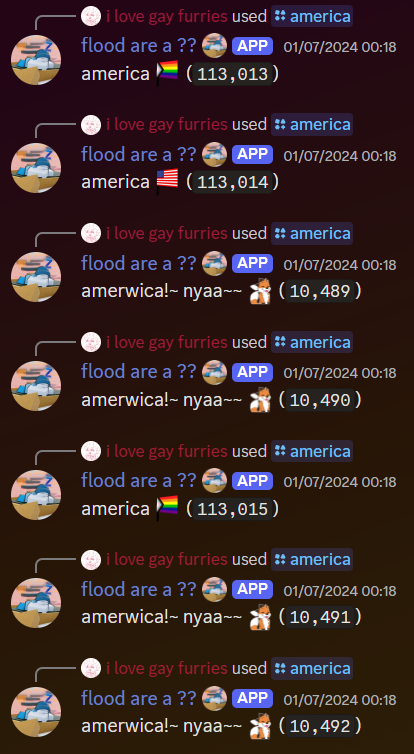 i love gay furries used america
flood are a ?? APP 01/07/2024 00:18
america (113,013)
i love gay furries used america
flood are a ?? APP 01/07/2024 00:18
america (113,014)
i love gay furries used america
flood are a ?? APP 01/07/2024 00:18
amerwica!~ nyaa~~ (10,489)
i love gay furries used america
flood are a ?? APP 01/07/2024 00:18
amerwica!~ nyaa~~ (10,490)
i love gay furries used america
flood are a ?? APP 01/07/2024 00:18
america (113,015)
i love gay furries used america
flood are a ?? APP 01/07/2024 00:18
amerwica!~ nyaa~~ (10,491)
i love gay furries used america
flood are a ?? APP 01/07/2024 00:18
amerwica!~ nyaa~~ (10,492)